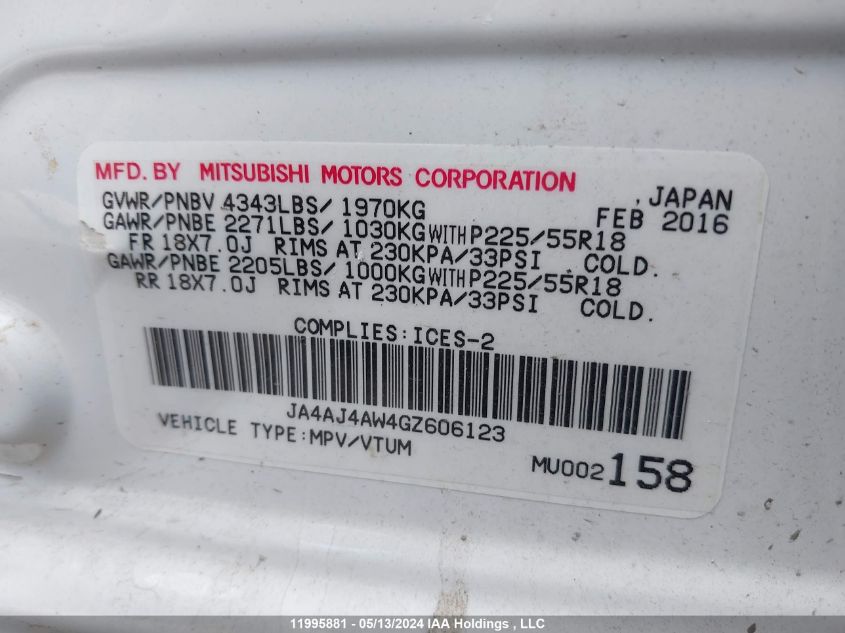 MFD. BY MITSUBISHI MOTORS CORPORATION , JAPAN
GVWR/PNBV 4343LBS/ 1970KG FEB 2016
GAWR/PNBE 2271LBS/ 1030KG WITH P225/55R18
FR 18X7.0J RIMS AT 230KPA/33PSI COLD.
GAWR/PNBE 2205LBS/ 1000KG WITH P225/55R18
RR 18X7.0J RIMS AT 230KPA/33PSI COLD.
COMPLIES:ICES-2
JA4AJ4AW4GZ606123
VEHICLE TYPE:MPV/VTUM
MU002158
11995881 - 05/13/2024 IAA Holdings , LLC